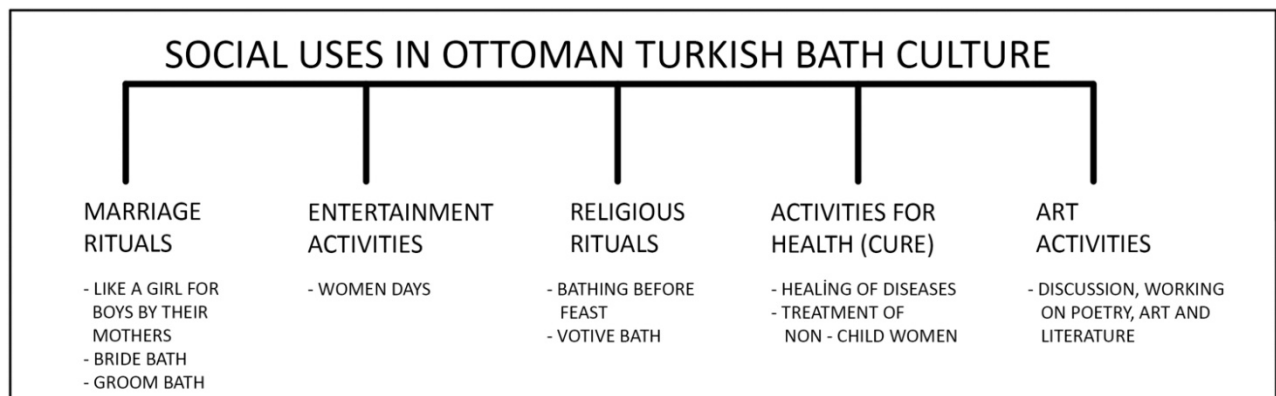 SOCIAL USES IN OTTOMAN TURKISH BATH CULTURE
MARRIAGE
RITUALS
- LIKE A GIRL FOR
BOYS BY THEIR
MOTHERS
- BRIDE BATH
- GROOM BATH
ENTERTAINMENT
ACTIVITIES
- WOMEN DAYS
RELIGIOUS
RITUALS
- BATHING BEFORE
FEAST
- VOTIVE BATH
ACTIVITIES FOR
HEALTH (CURE)
- HEALİNG OF DISEASES
- TREATMENT OF
NON - CHILD WOMEN
ART
ACTIVITIES
- DISCUSSION, WORKING
ON POETRY, ART AND
LITERATURE